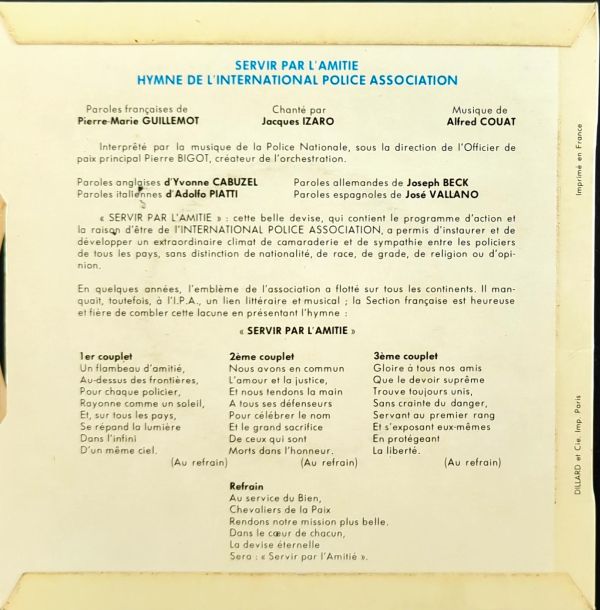 SERVIR PAR L'AMITIE
HYMNE DE L'INTERNATIONAL POLICE ASSOCIATION
Paroles françaises de
Pierre-Marie GUILLEMOT
Chanté par
Jacques IZARO
Musique de
Alfred COUAT
Interprêté par la musique de la Police Nationale, sous la direction de l'Officier de
paix principal Pierre BIGOT, créateur de l'orchestration.
Paroles anglaises d'Yvonne CABUZEL
Paroles italiennes d'Adolfo PIATTI
Paroles allemandes de Joseph BECK
Paroles espagnoles de José VALLANO
« SERVIR PAR L'AMITIE » : cette belle devise, qui contient le programme d'action et
la raison d'être de l'INTERNATIONAL POLICE ASSOCIATION, a permis d'instaurer et de
développer un extraordinaire climat de camaraderie et de sympathie entre les policiers
de tous les pays, sans distinction de nationalité, de race, de grade, de religion ou d'opi-
nion.
En quelques années, l'emblème de l'association a flotté sur tous les continents. Il man-
quait, toutefois, à l'I.P.A., un lien littéraire et musical ; la Section française est heureuse
et fière de combler cette lacune en présentant l'hymne :
« SERVIR PAR L'AMITIE »
1er couplet
Un flambeau d'amitié,
Au-dessus des frontières,
Pour chaque policier,
Rayonne comme un soleil,
Et, sur tous les pays,
Se répand la lumière
Dans l'infini
D'un même ciel.
(Au refrain)
2ème couplet
Nous avons en commun
L'amour et la justice,
Et nous tendons la main
A tous ses défenseurs
Pour célébrer le nom
Et le grand sacrifice
De ceux qui sont
Morts dans l'honneur.
(Au refrain)
3ème couplet
Gloire à tous nos amis
Que le devoir suprême
Trouve toujours unis,
Sans crainte du danger,
Servant au premier rang
Et s'exposant eux-mêmes
En protégeant
La liberté.
(Au refrain)
Refrain
Au service du Bien,
Chevaliers de la Paix
Rendons notre mission plus belle.
Dans le cœur de chacun,
La devise éternelle
Sera : « Servir par l'Amitié ».
Imprimé en France
DILLARD et Cie. Imp. Paris